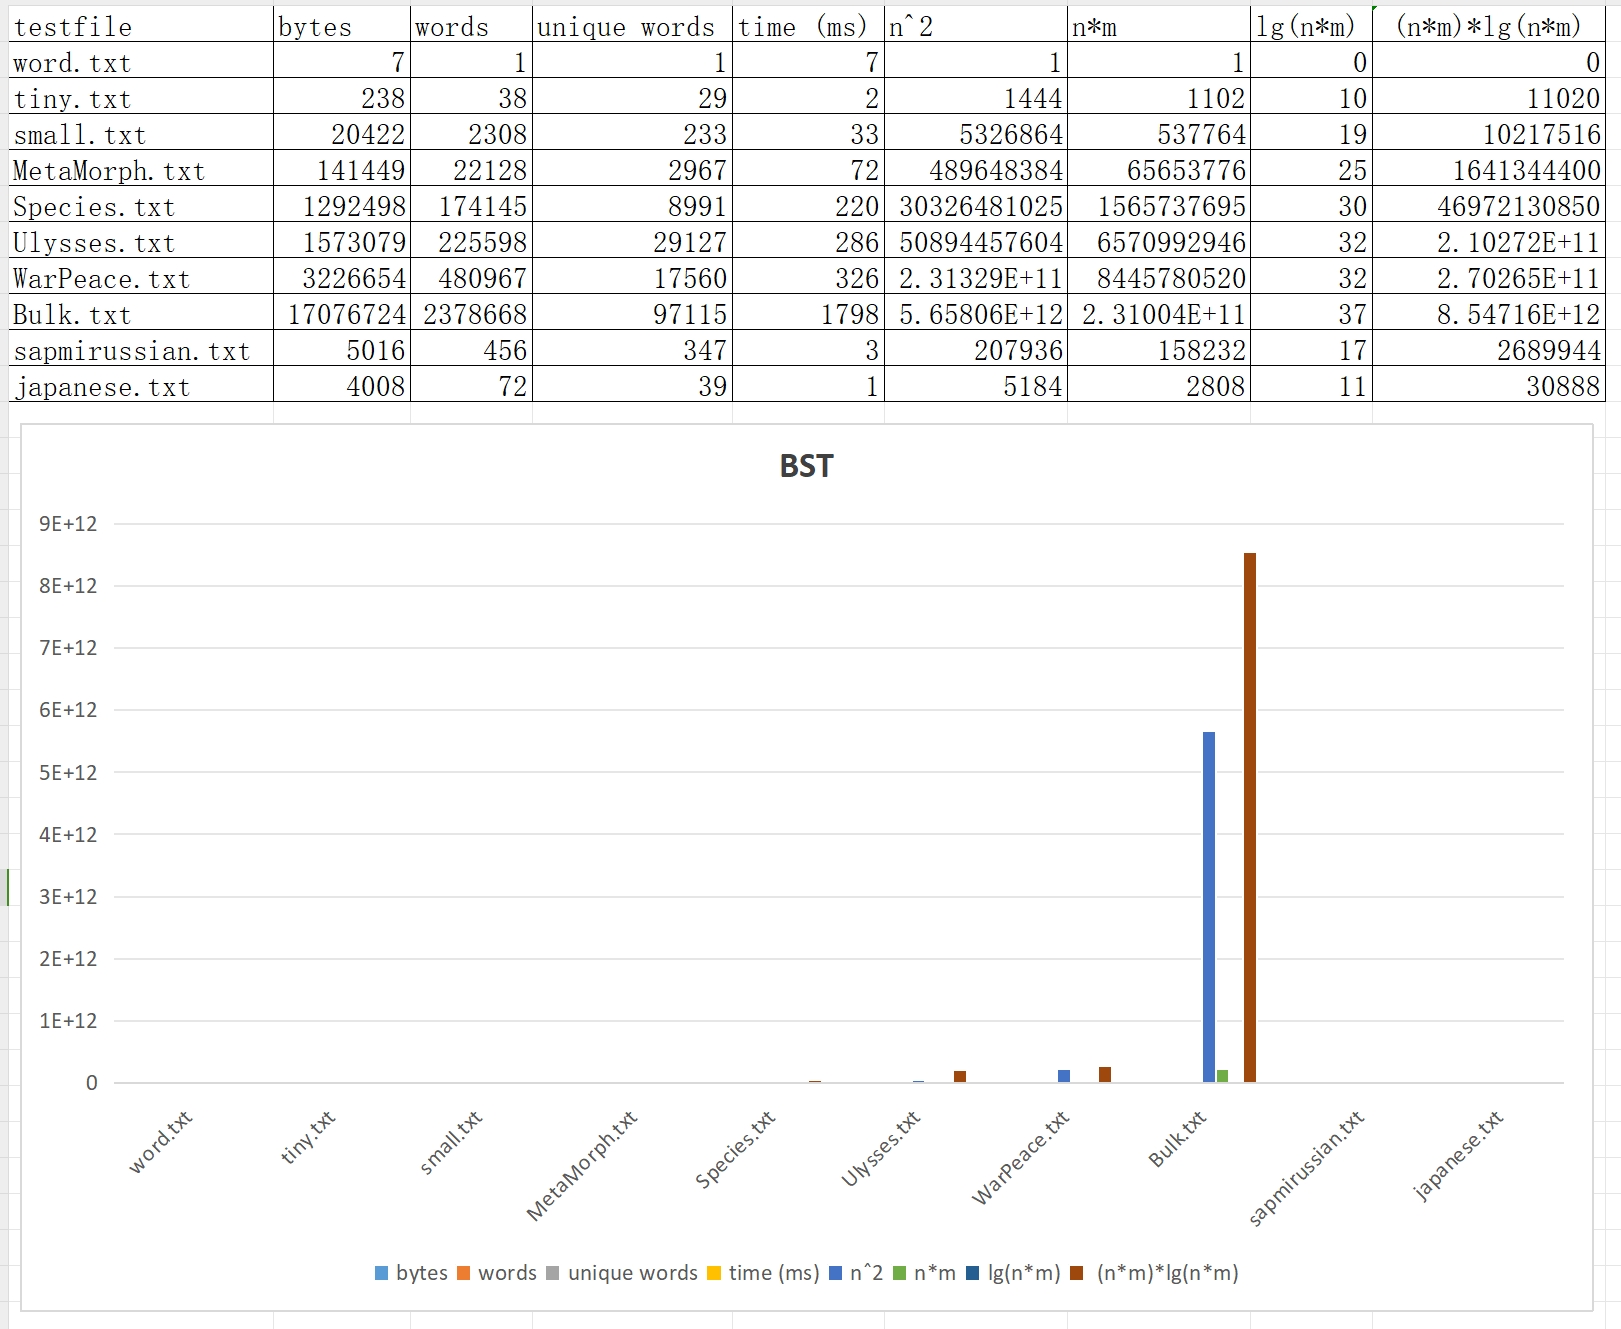 testfile bytes words unique words time (ms) n^2 n*m lg(n*m) (n*m)*lg(n*m)
word.txt 7 1 1 7 1 1 0 0
tiny.txt 238 38 29 2 1444 1102 10 11020
small.txt 20422 2308 233 33 5326864 537764 19 10217516
MetaMorph.txt 141449 22128 2967 72 489648384 65653776 25 1641344400
Species.txt 1292498 174145 8991 220 30326481025 1565737695 30 46972130850
Ulysses.txt 1573079 225598 29127 286 50894457604 6570992946 32 2.10272E+11
WarPeace.txt 3226654 480967 17560 326 2.31329E+11 8445780520 32 2.70265E+11
Bulk.txt 17076724 2378668 97115 1798 5.65806E+12 2.31004E+11 37 8.54716E+12
sapmirussian.txt 5016 456 347 3 207936 158232 17 2689944
japanese.txt 4008 72 39 1 5184 2808 11 30888
BST
9E+12
8E+12
7E+12
6E+12
5E+12
4E+12
3E+12
2E+12
1E+12
0
word.txt tiny.txt small.txt MetaMorph.txt Species.txt Ulysses.txt WarPeace.txt Bulk.txt sapmirussian.txt japanese.txt
bytes words unique words time (ms) n^2 n*m lg(n*m) (n*m)*lg(n*m)